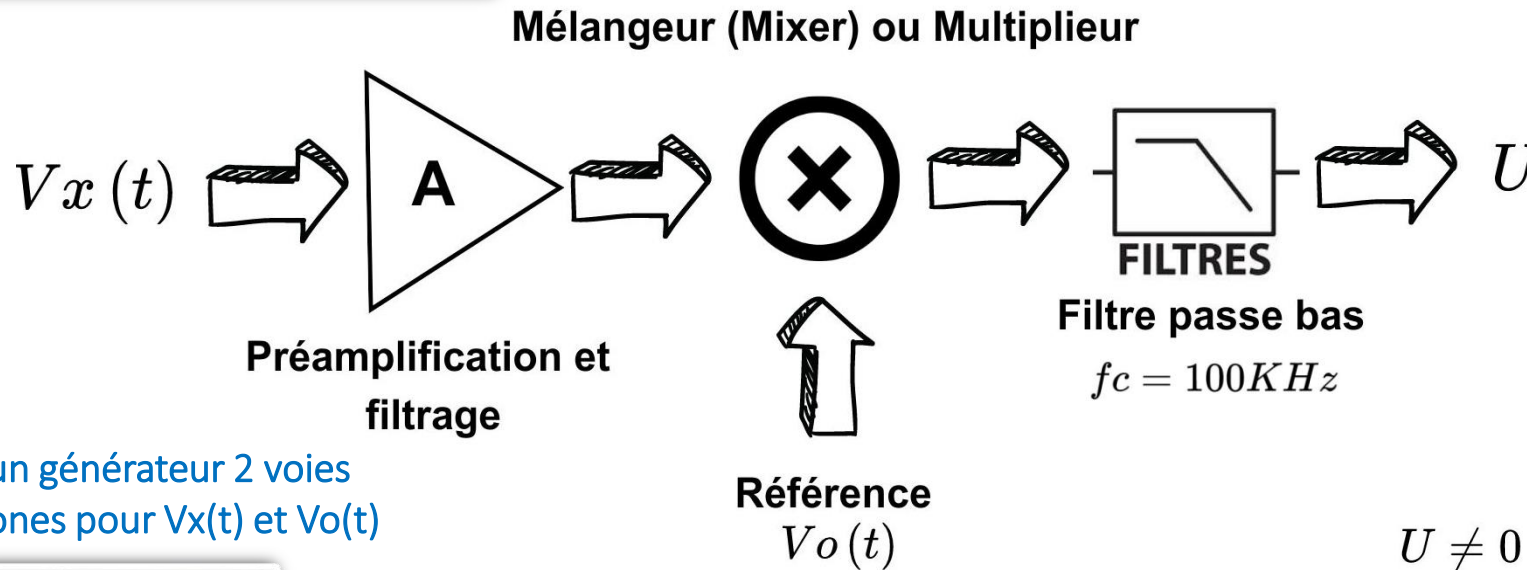 Mélangeur (Mixer) ou Multiplieur
Vx (t)
A
U
FILTRES
Filtre passe bas
fc = 100KHz
Préamplification et
filtrage
un générateur 2 voies
pour Vx(t) et Vo(t)
Référence
Vo (t)
U ≠ 0